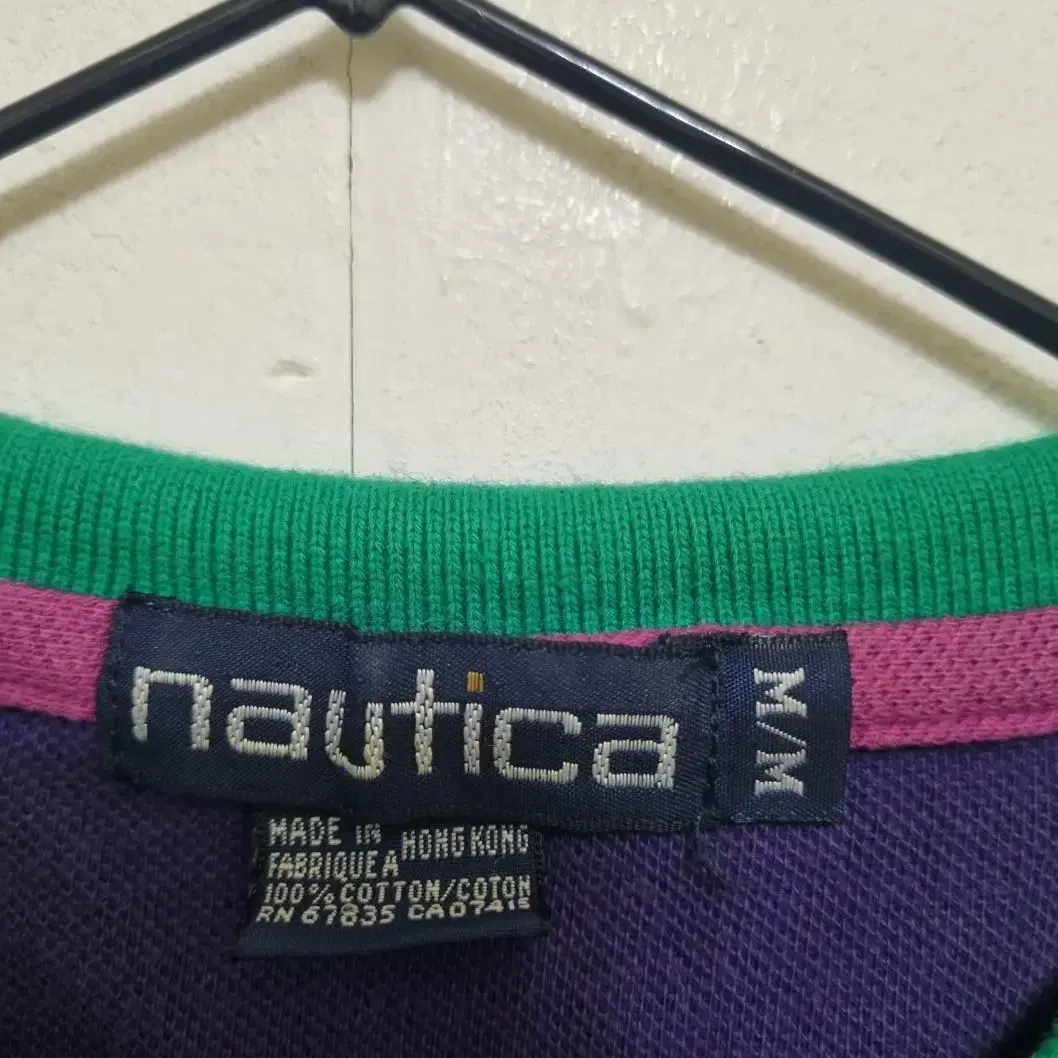 nautica
M/M
MADE IN HONG KONG
FABRIQUE A
100% COTTON/COTON
RN 67835 CA07415